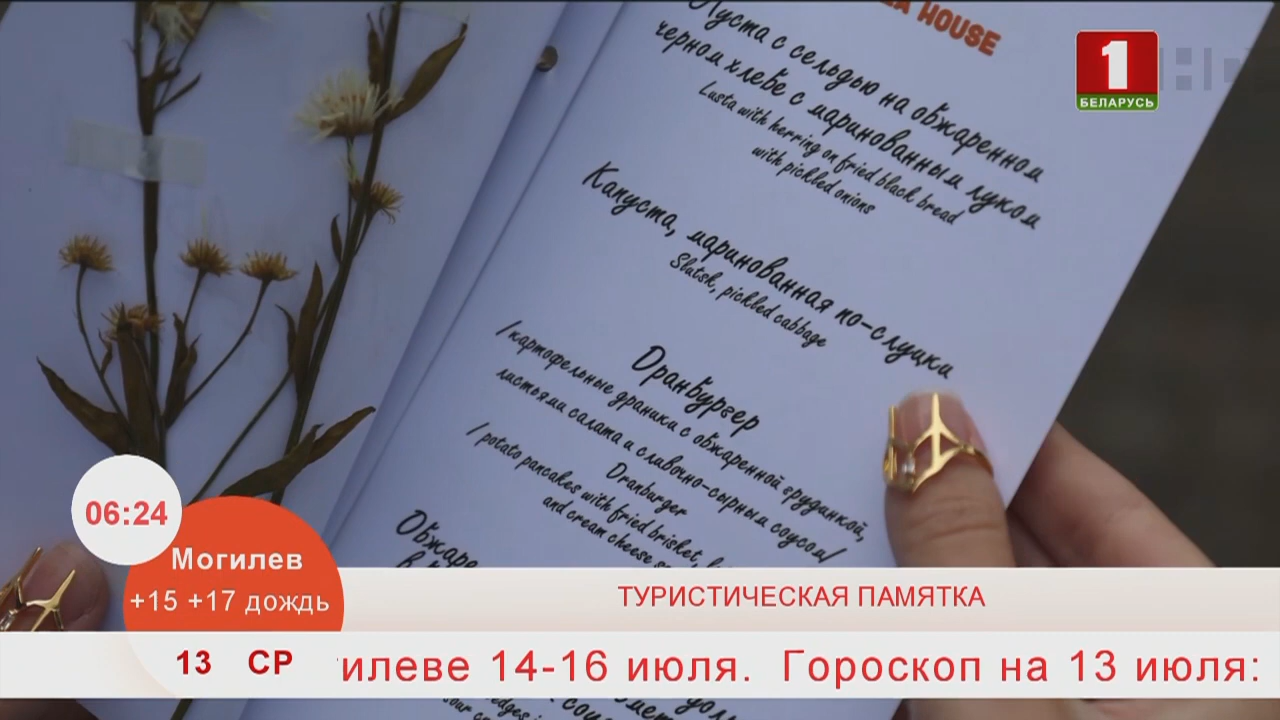 HOUSE
Луста с сельдью на обжаренном
черном хлебе с маринованным луком
Lusta with herring on fried black bread
with pickled onions
Капуста, маринованная по-слуцки
Slutsk, pickled cabbage
Дранбургер
/картофельные драники с обжаренной грудинкой,
листьями салата и сливочно-сырным соусом/
Dranburger
/ potato pancakes with fried brisket,
and cream cheese
1
БЕЛАРУСЬ
06:24
Могилев
+15 +17 дождь
ТУРИСТИЧЕСКАЯ ПАМЯТКА
13 СР
илеве 14-16 июля. Гороскоп на 13 июля: